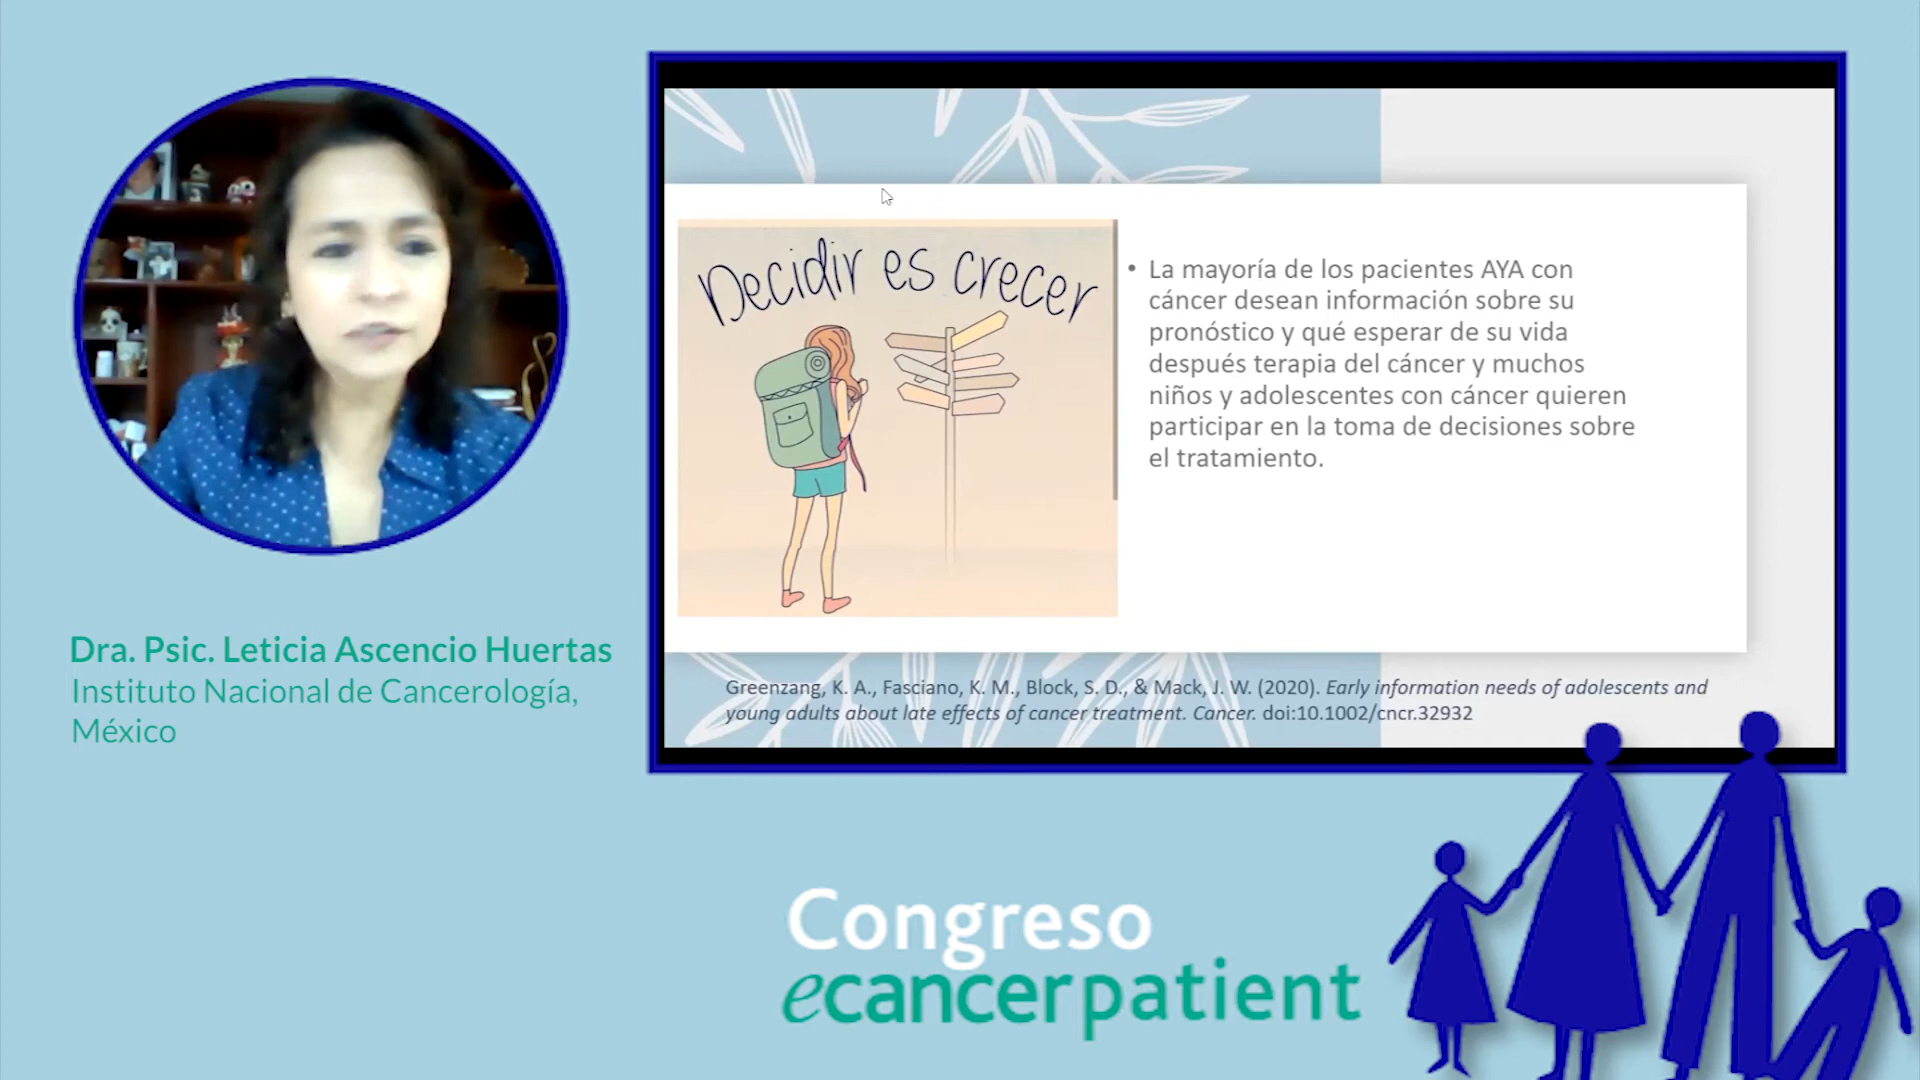 Decidir es crecer
• La mayoría de los pacientes AYA con
cáncer desean información sobre su
pronóstico y qué esperar de su vida
después terapia del cáncer y muchos
niños y adolescentes con cáncer quieren
participar en la toma de decisiones sobre
el tratamiento.
Greenzang, K. A., Fasciano, K. M., Block, S. D., & Mack, J. W. (2020). Early information needs of adolescents and
young adults about late effects of cancer treatment. Cancer. doi:10.1002/cncr.32932
Dra. Psic. Leticia Ascencio Huertas
Instituto Nacional de Cancerología,
México
Congreso
ecancerpatient